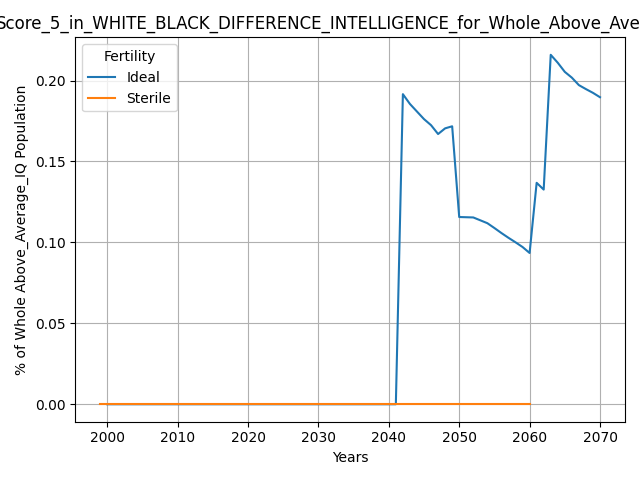 Score_5_in_WHITE_BLACK_DIFFERENCE_INTELLIGENCE_for_Whole_Above_Ave
Fertility
Ideal
Sterile
% of Whole Above_Average_IQ Population
0.20
0.15
0.10
0.05
0.00
2000 2010 2020 2030 2040 2050 2060 2070
Years